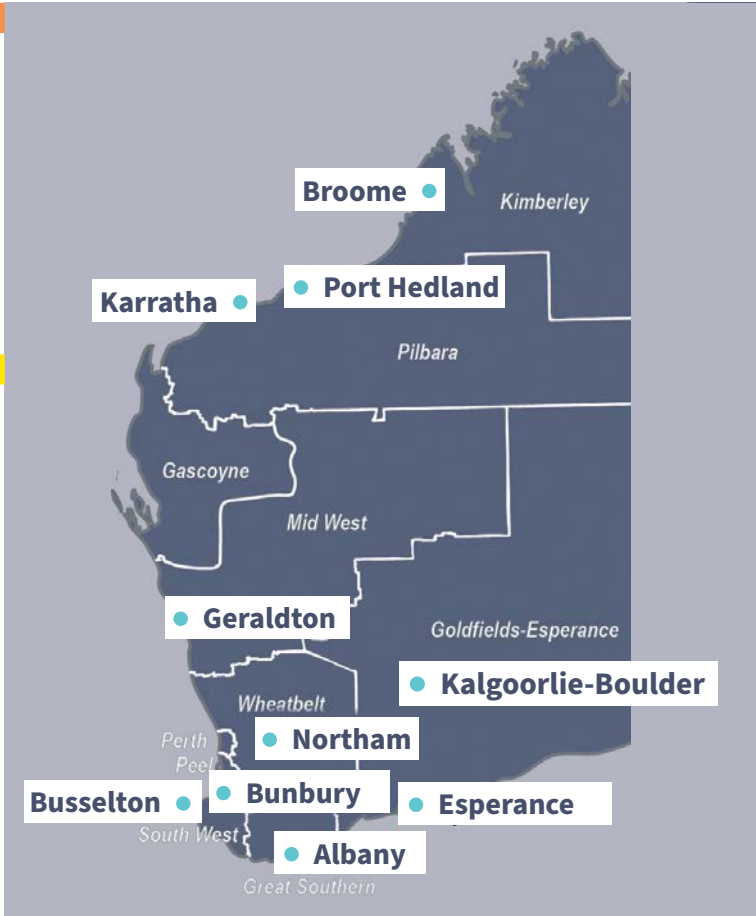 Broome
Kimberley
Karratha
Port Hedland
Pilbara
Gascoyne
Mid West
Geraldton
Goldfields-Esperance
Kalgoorlie-Boulder
Wheatbelt
Perth
Northam
Peel
Busselton
Bunbury
Esperance
South West
Albany
Great Southern